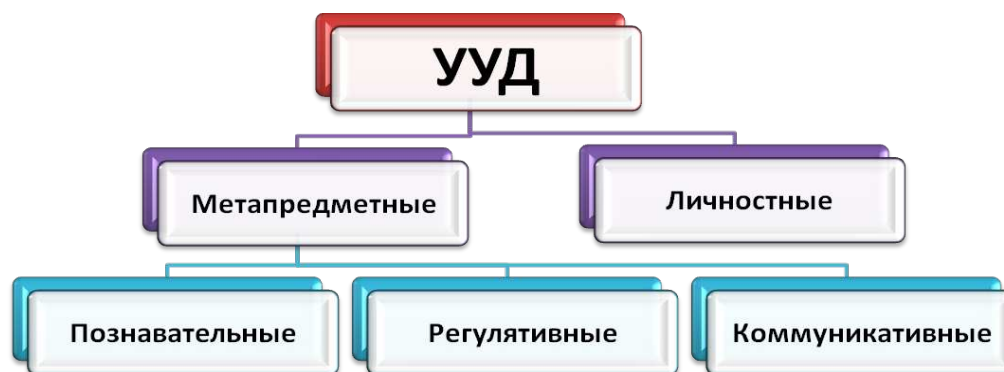 УУД
Метапредметные
Личностные
Познавательные
Регулятивные
Коммуникативные